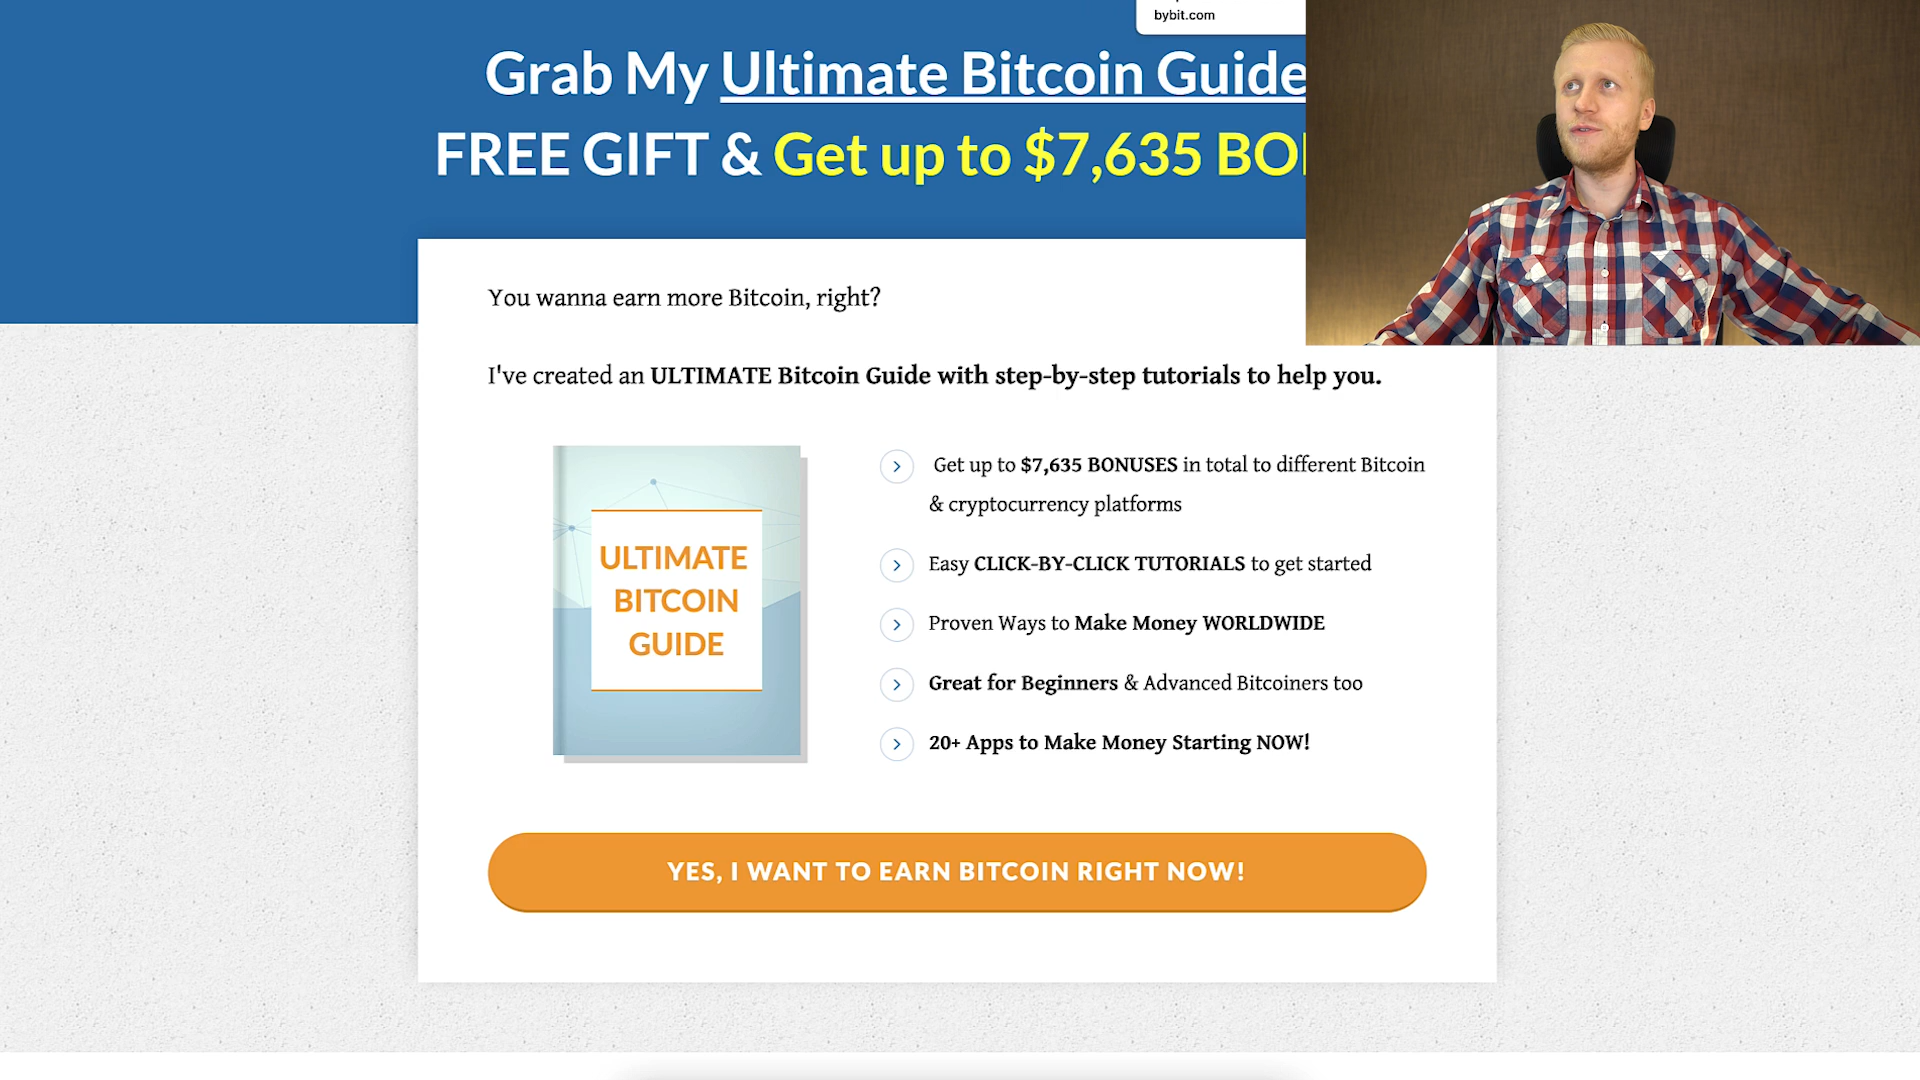 bybit.com
Grab My Ultimate Bitcoin Guide
FREE GIFT & Get up to $7,635
You wanna earn more Bitcoin, right?
I've created an ULTIMATE Bitcoin Guide with step-by-step tutorials to help you.
ULTIMATE
BITCOIN
GUIDE
Get up to $7,635 BONUSES in total to different Bitcoin
& cryptocurrency platforms
Easy CLICK-BY-CLICK TUTORIALS to get started
Proven Ways to Make Money WORLDWIDE
Great for Beginners & Advanced Bitcoiners too
20+ Apps to Make Money Starting NOW!
YES, I WANT TO EARN BITCOIN RIGHT NOW!